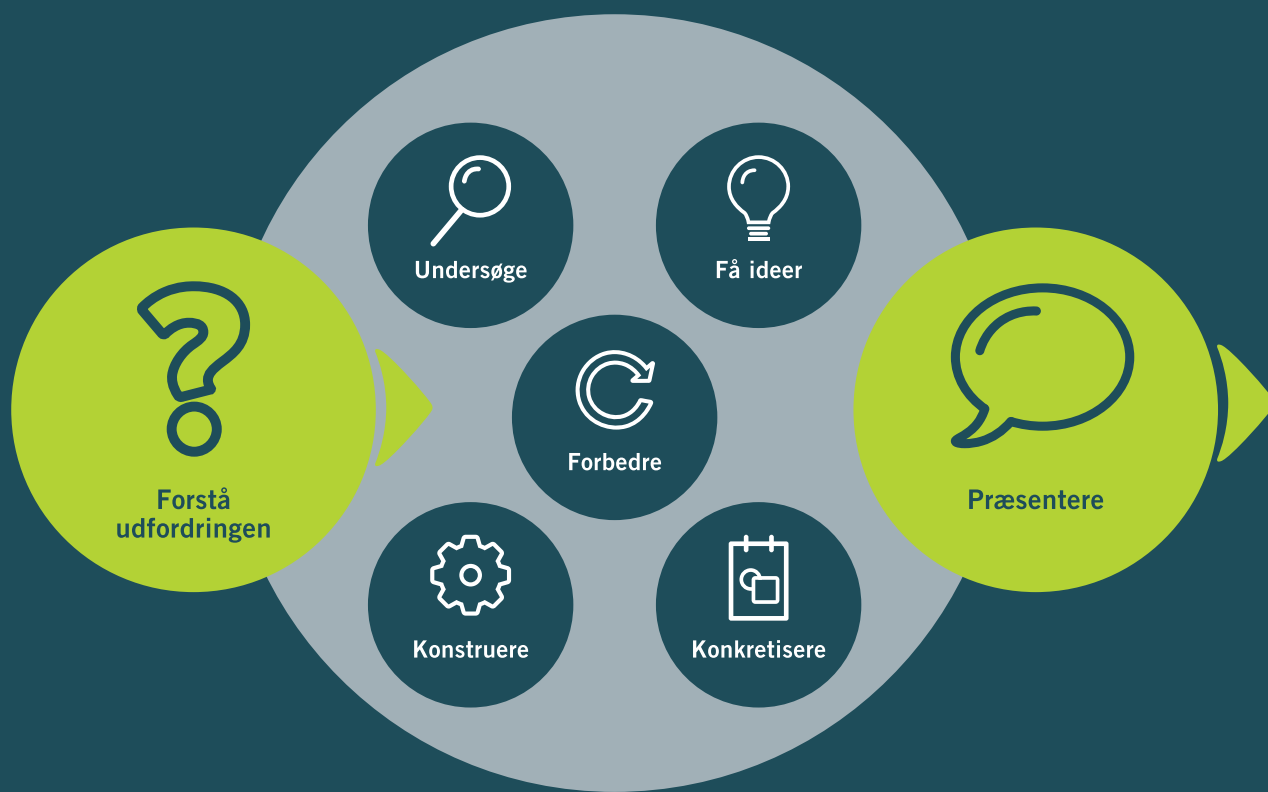 Undersøge
Få ideer
Forstå
udfordringen
Forbedre
Præsentere
Konstruere
Konkretisere